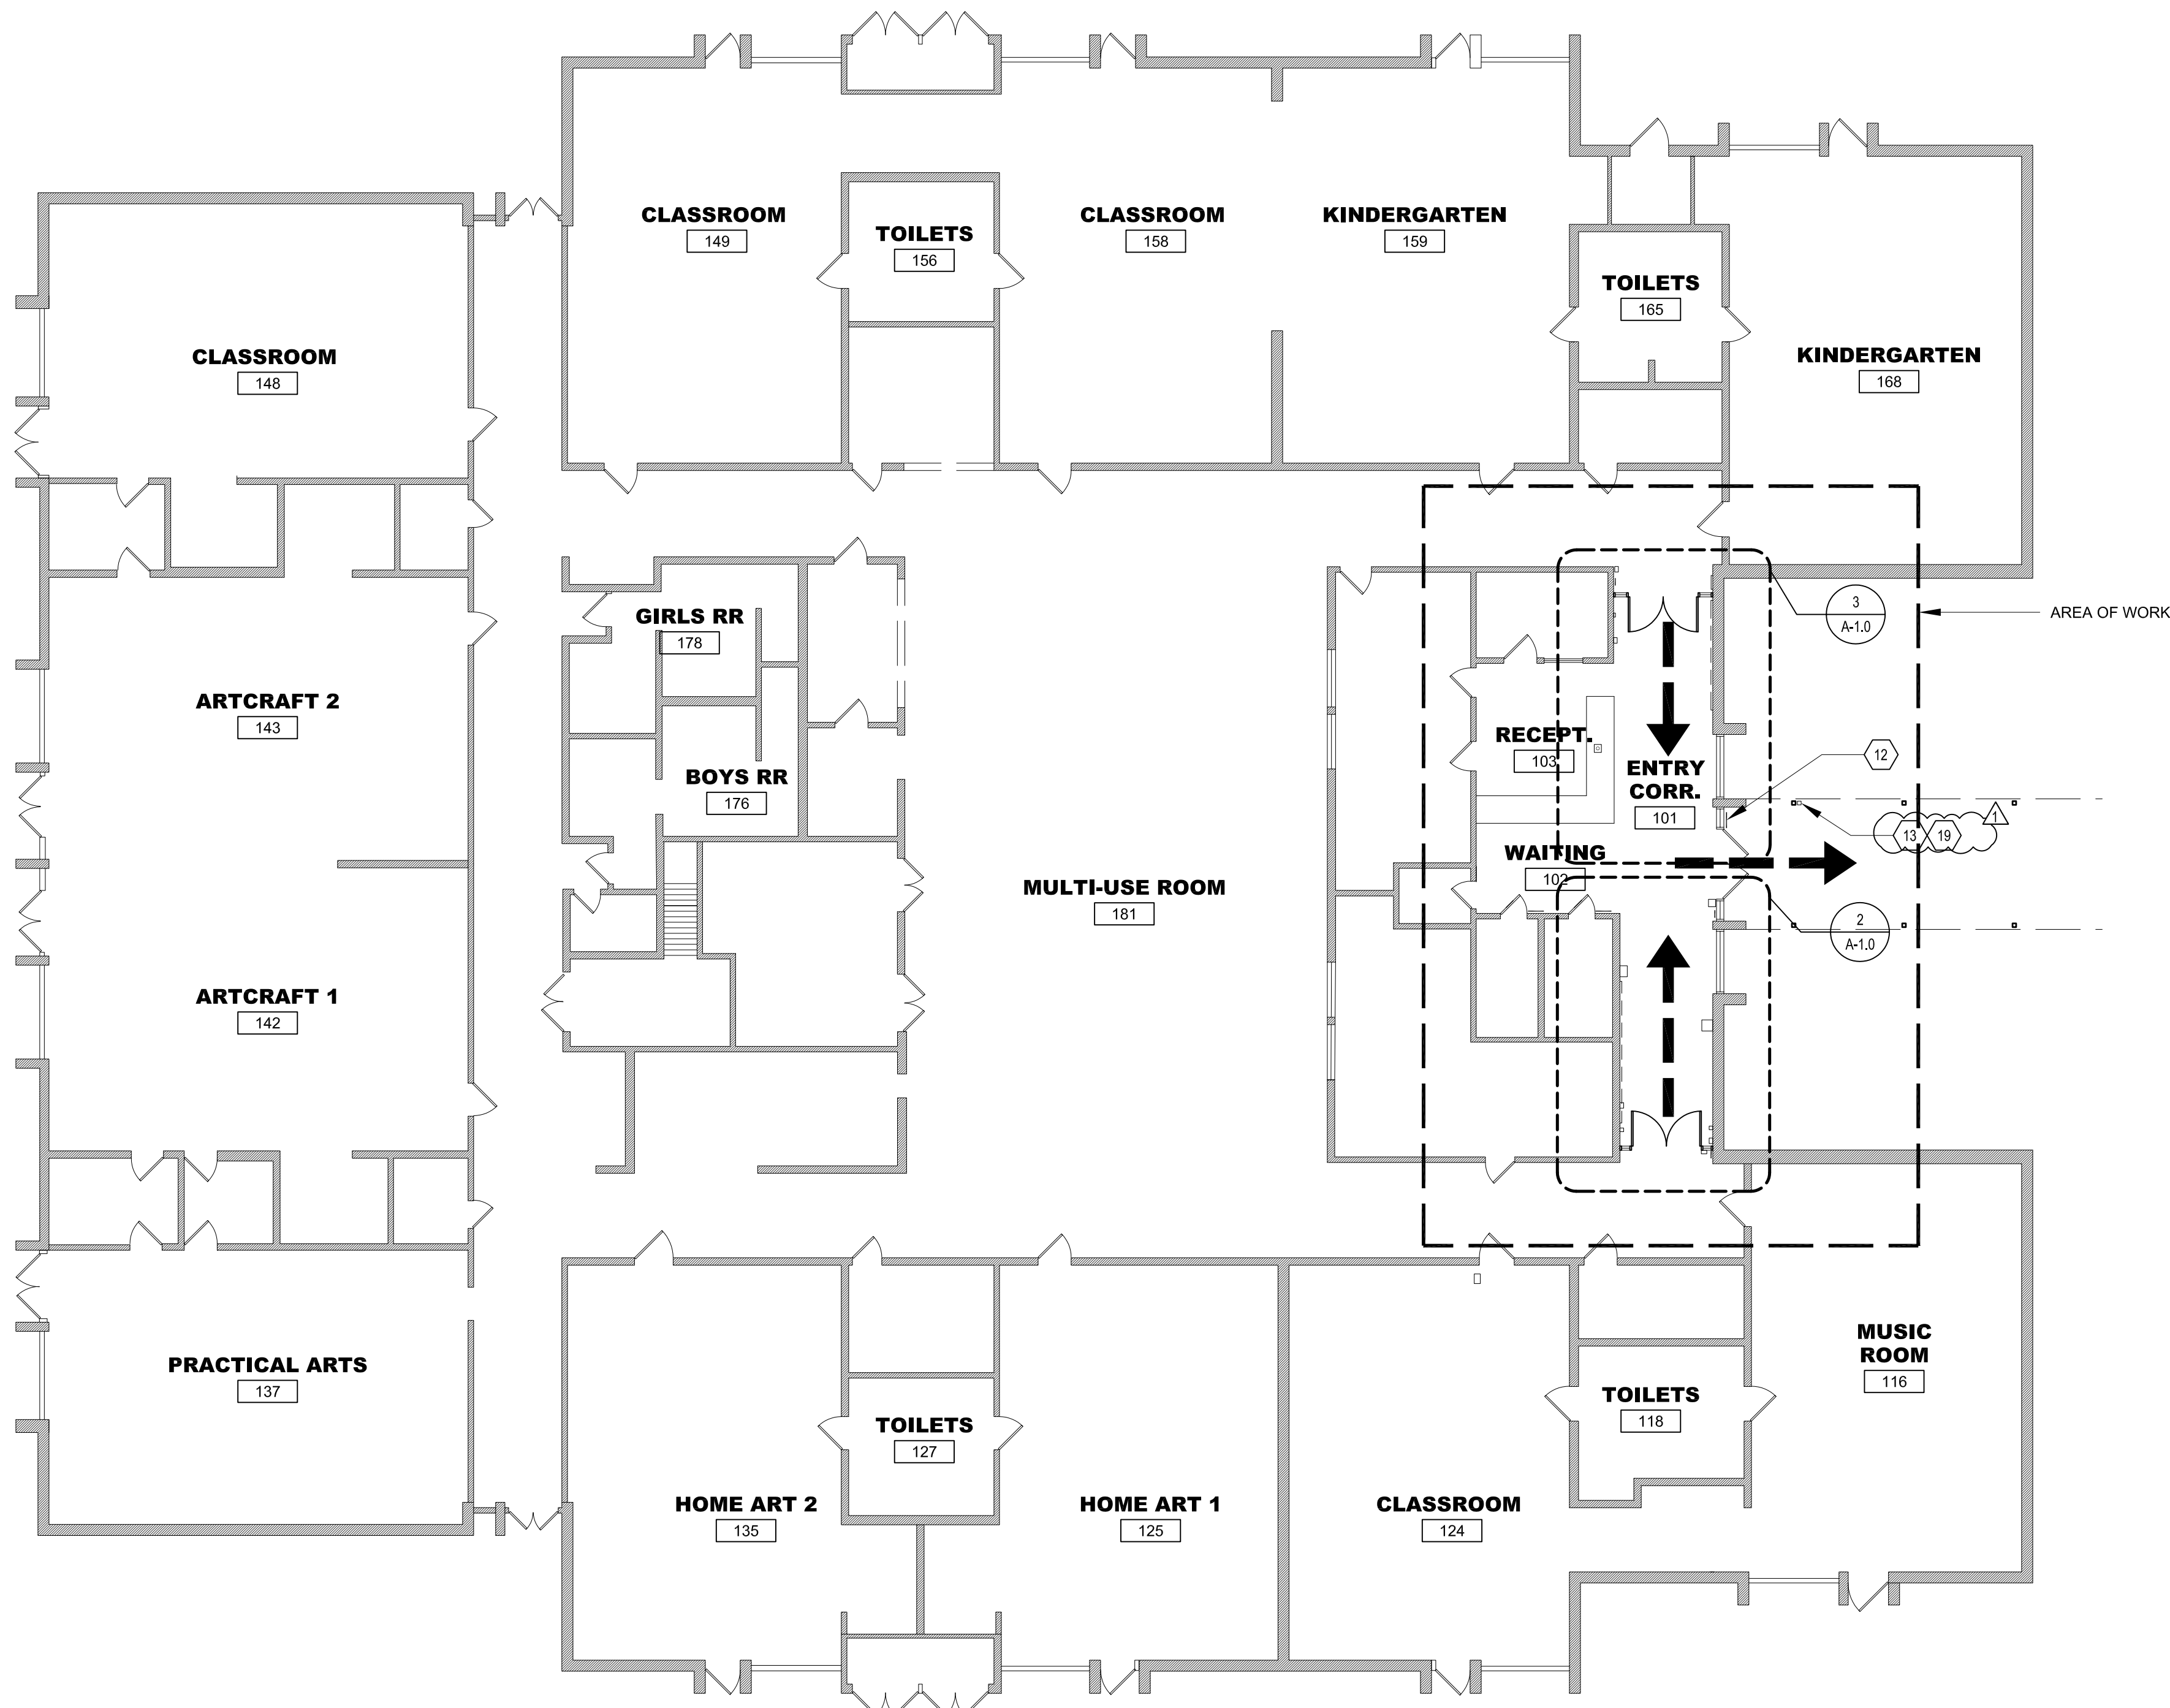 CLASSROOM
149
TOILETS
156
CLASSROOM
158
KINDERGARTEN
159
TOILETS
165
KINDERGARTEN
168
CLASSROOM
148
GIRLS RR
178
3
A-1.0
AREA OF WORK
ARTCRAFT 2
143
BOYS RR
176
RECEPT.
103
ENTRY
CORR.
101
12
13
19
1
WAITING
102
MULTI-USE ROOM
181
2
A-1.0
ARTCRAFT 1
142
PRACTICAL ARTS
137
MUSIC
ROOM
116
TOILETS
118
TOILETS
127
HOME ART 2
135
HOME ART 1
125
CLASSROOM
124